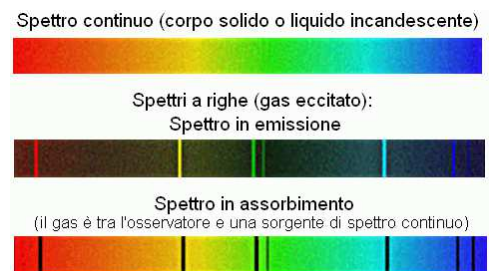 Spettro continuo (corpo solido o liquido incandescente)
Spettri a righe (gas eccitato):
Spettro in emissione
Spettro in assorbimento
(il gas è tra l'osservatore e una sorgente di spettro continuo)